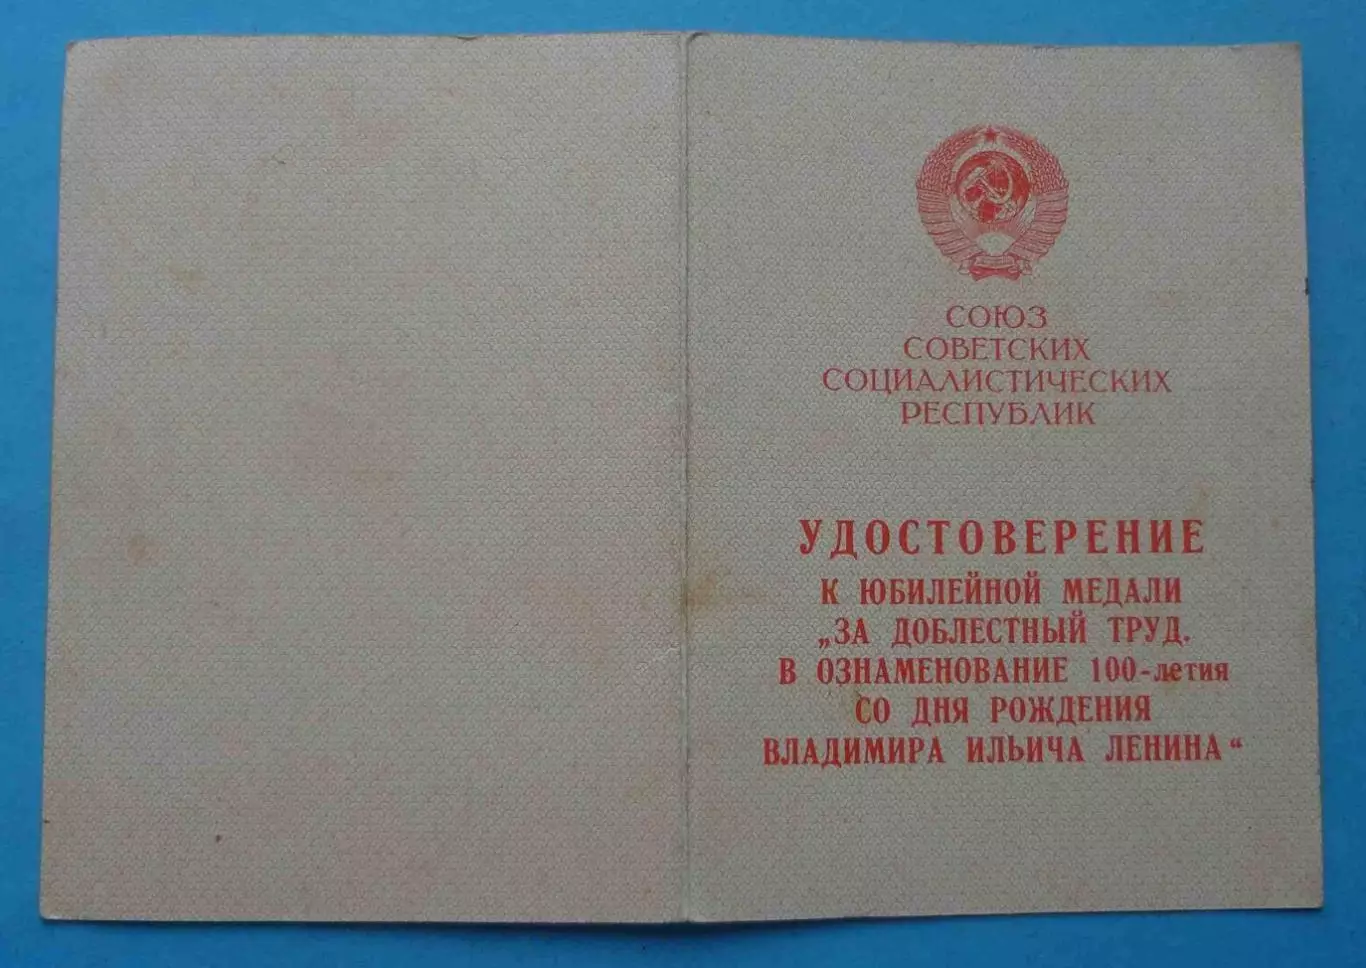 СОЮЗ
СОВЕТСКИХ
СОЦИАЛИСТИЧЕСКИХ
РЕСПУБЛИК
УДОСТОВЕРЕНИЕ
К ЮБИЛЕЙНОЙ МЕДАЛИ
„ЗА ДОБЛЕСТНЫЙ ТРУД.
В ОЗНАМЕНОВАНИЕ 100-летия
СО ДНЯ РОЖДЕНИЯ
ВЛАДИМИРА ИЛЬИЧА ЛЕНИНА“